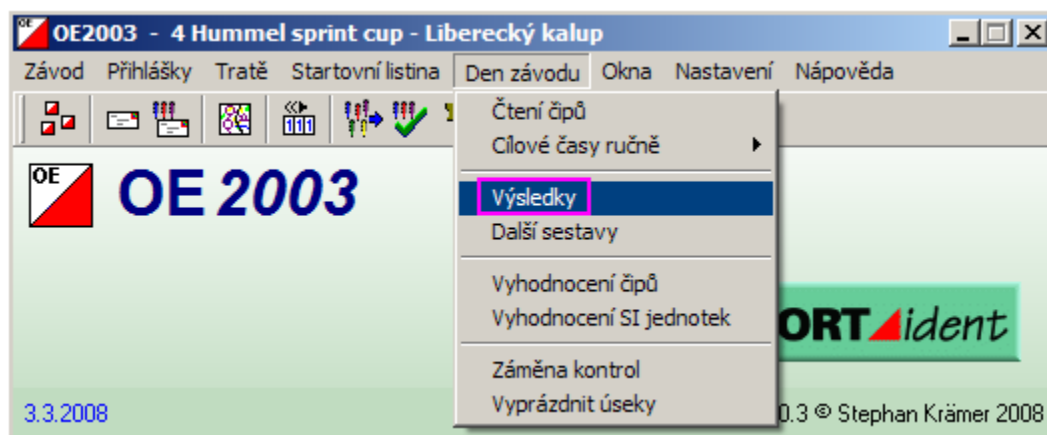 OE2003 - 4 Hummel sprint cup - Liberecký kalup
Závod Přihlášky Tratě Startovní listina Den závodu Okna Nastavení Nápověda
Čtení čipů
Cílové časy ručně
Výsledky
Další sestavy
Vyhodnocení čipů
Vyhodnocení SI jednotek
Záměna kontrol
Vyprázdnit úseky
OE
OE 2003
ORT ident
3.3.2008
0.3 © Stephan Krämer 2008